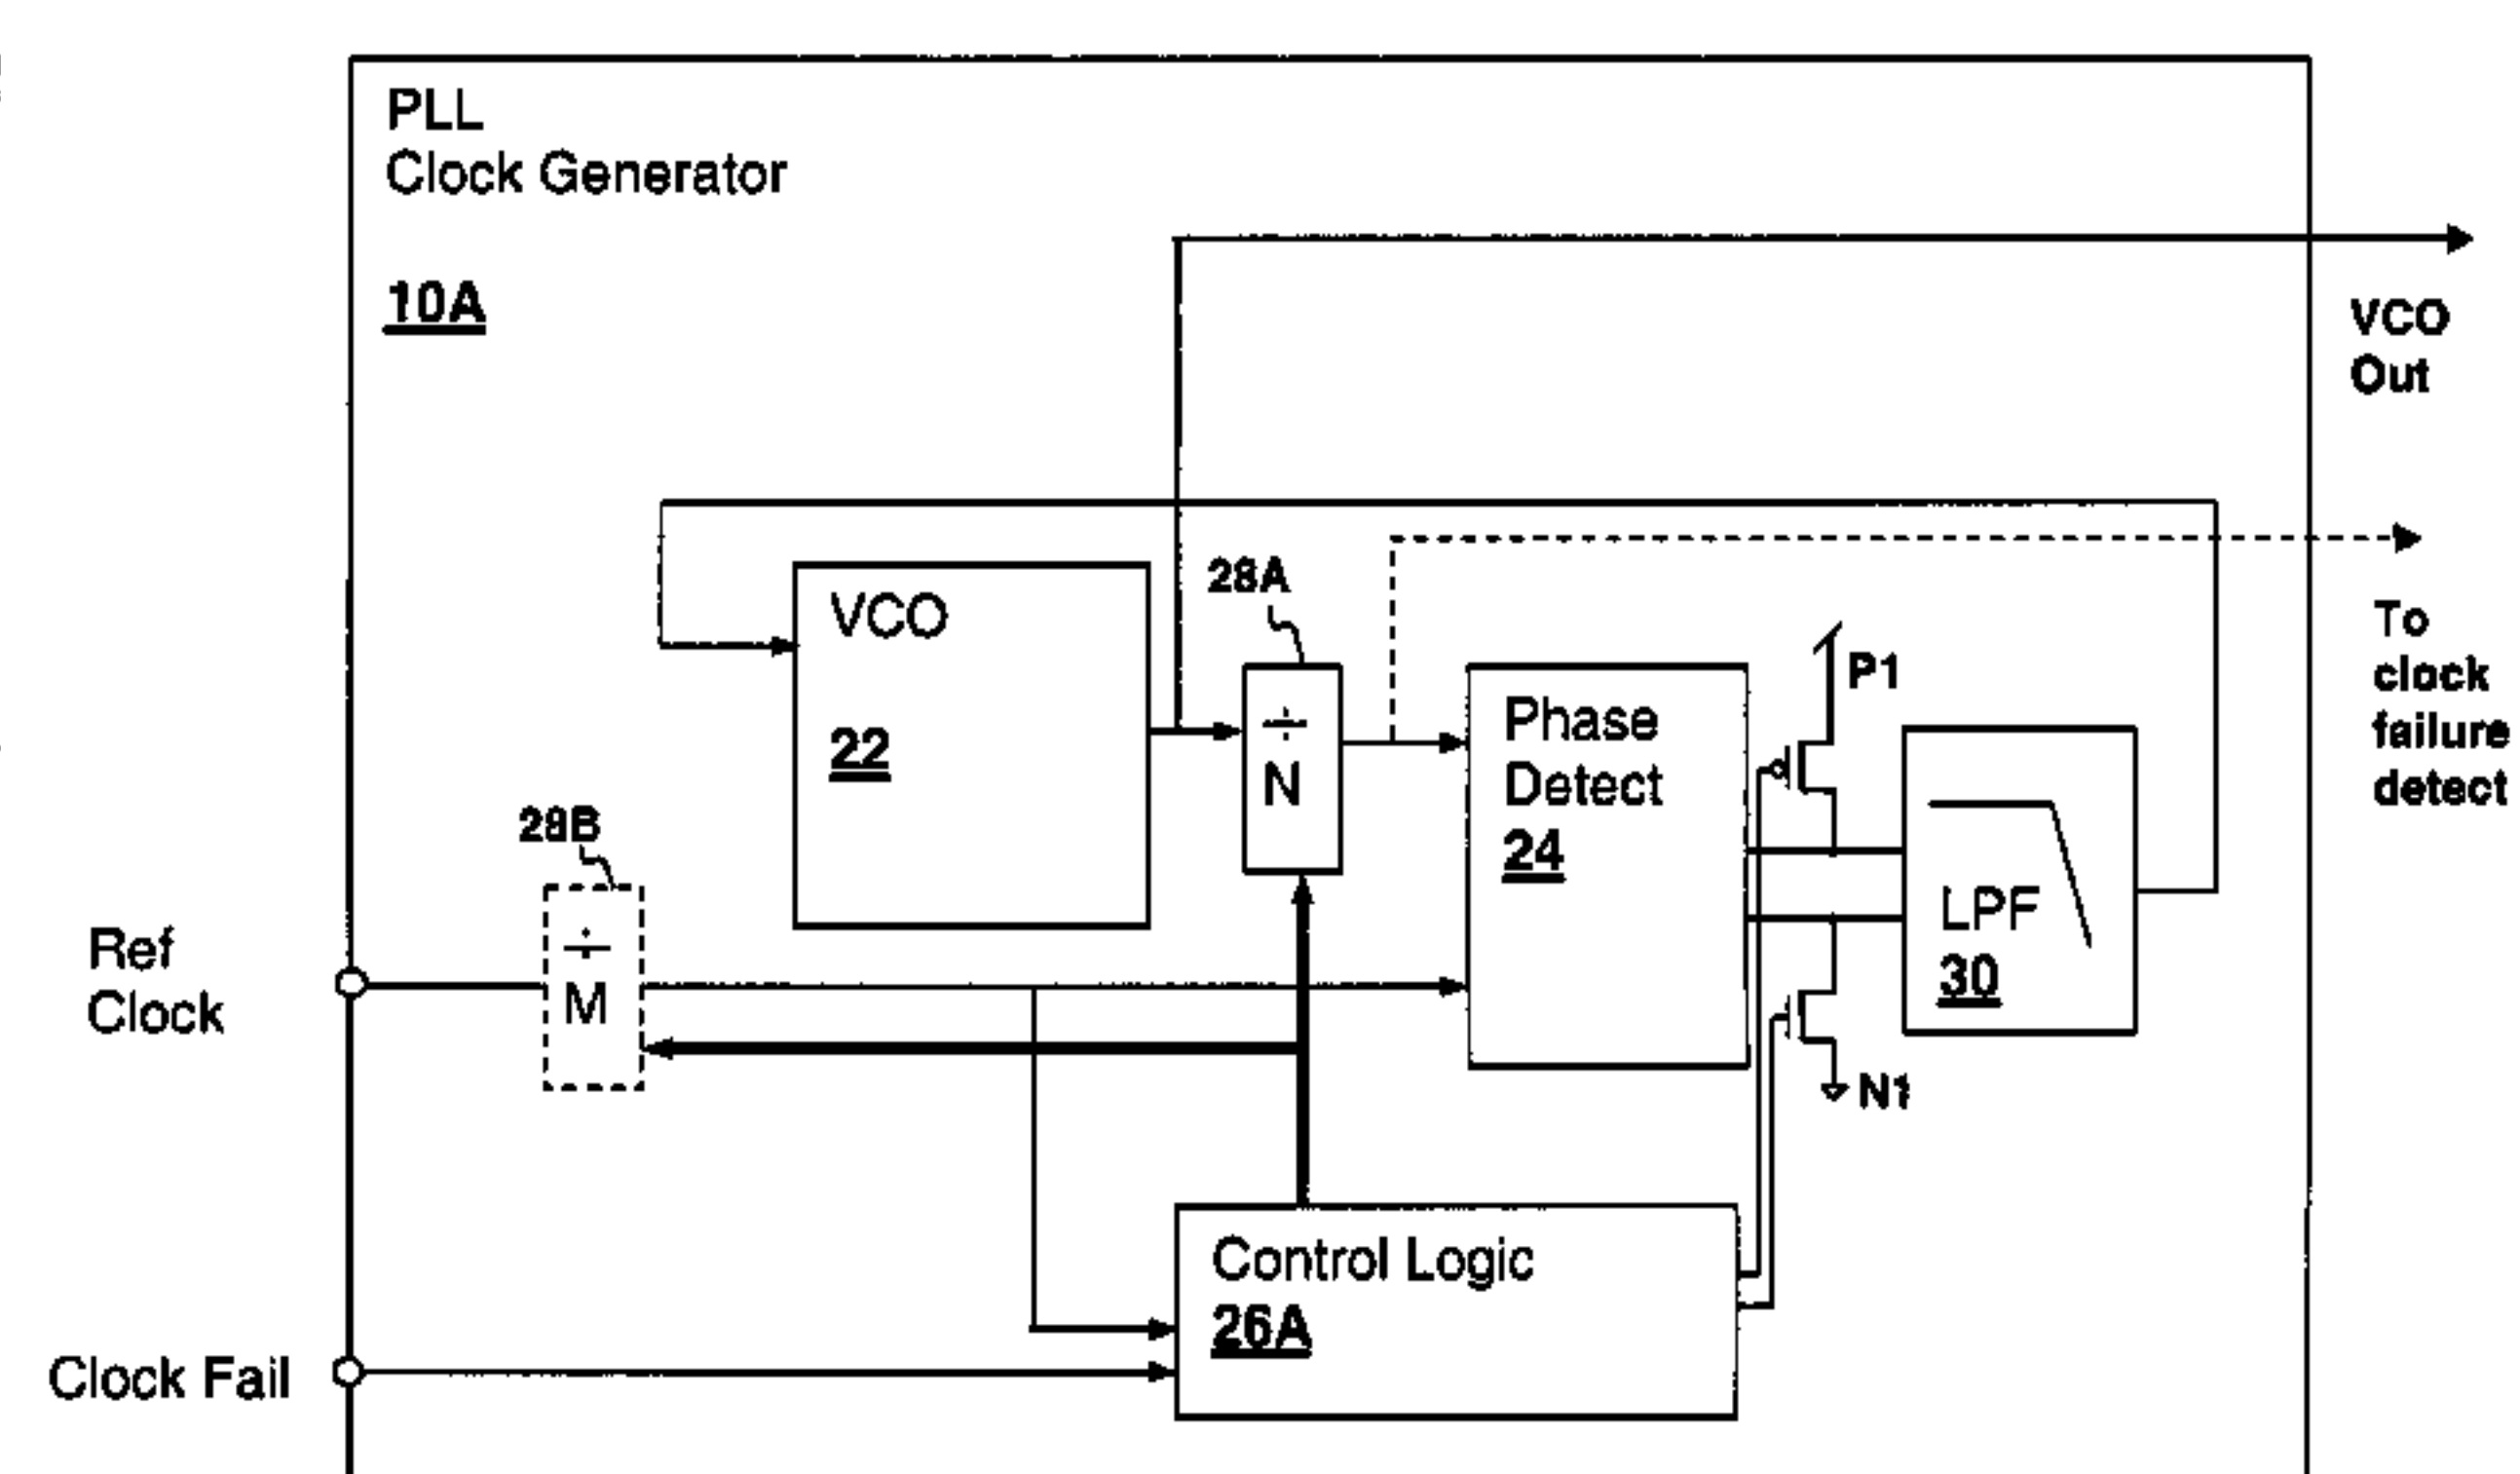 PLL
Clock Generator
10A
VCO
Out
28A
VCO
22
÷
N
Phase
Detect
24
P1
To
clock
failure
detect
28B
÷
M
LPF
30
Ref
Clock
N1
Control Logic
26A
Clock Fail